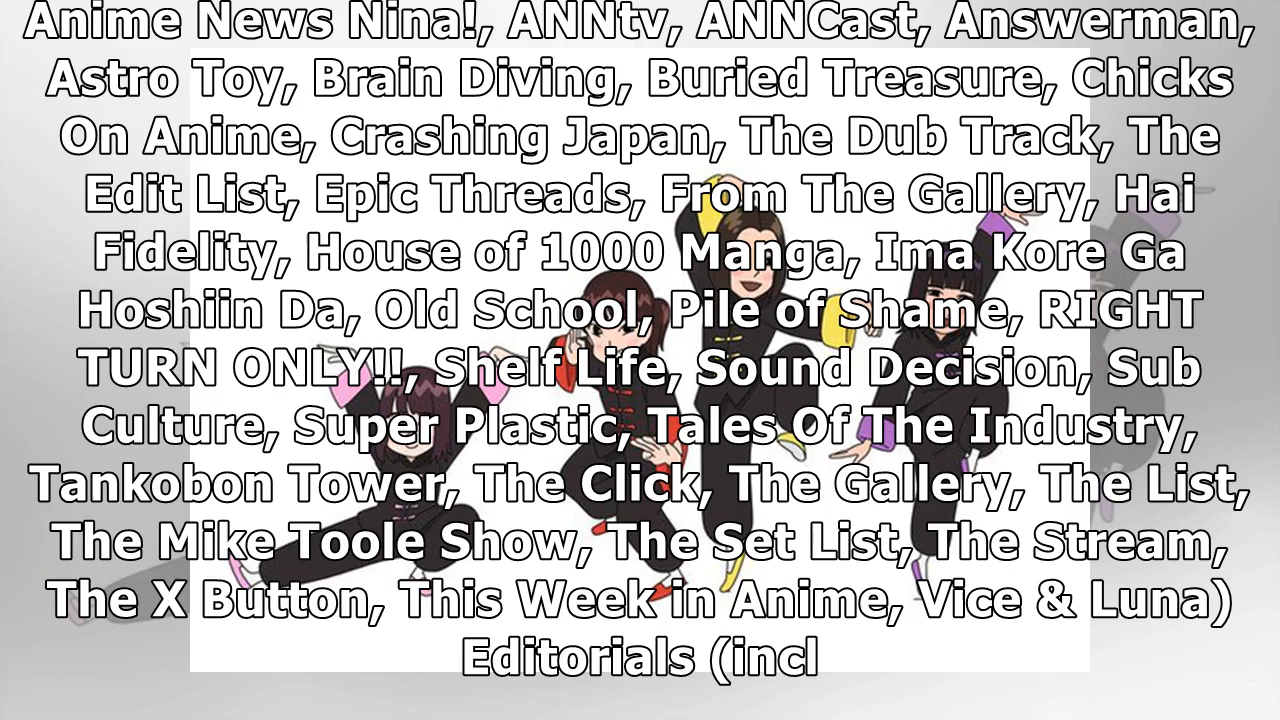 Anime News Nina!, ANNtv, ANNCast, Answerman,
Astro Toy, Brain Diving, Buried Treasure, Chicks
On Anime, Crashing Japan, The Dub Track, The
Edit List, Epic Threads, From The Gallery, Hai
Fidelity, House of 1000 Manga, Ima Kore Ga
Hoshiin Da, Old School, Pile of Shame, RIGHT
TURN ONLY!!, Shelf Life, Sound Decision, Sub
Culture, Super Plastic, Tales Of The Industry,
Tankobon Tower, The Click, The Gallery, The List,
The Mike Toole Show, The Set List, The Stream,
The X Button, This Week in Anime, Vice & Luna)
Editorials (incl